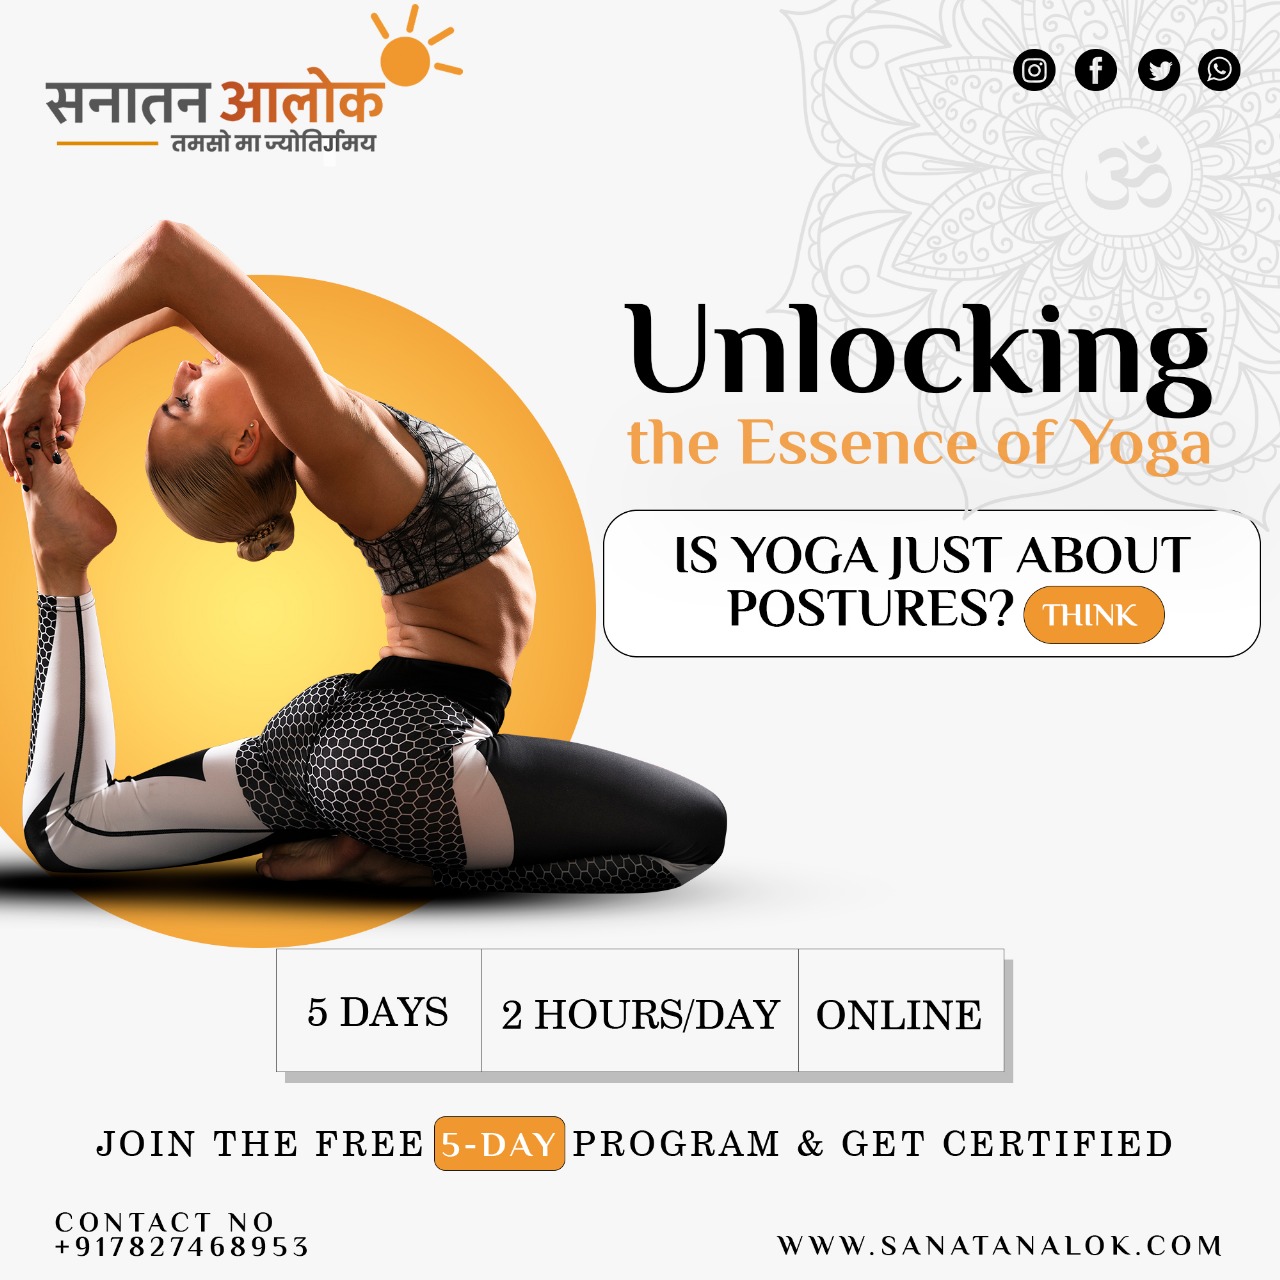 सनातन आलोक
तमसो मा ज्योतिर्गमय
ॐ
Unlocking
the Essence of Yoga
IS YOGA JUST ABOUT
POSTURES? THINK
5 DAYS 2 HOURS/DAY ONLINE
JOIN THE FREE 5-DAY PROGRAM & GET CERTIFIED
CONTACT NO
+917827468953
WWW.SANATANALOK.COM